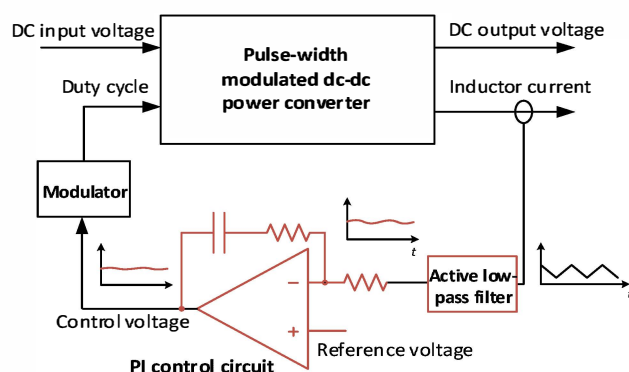 DC input voltage
Pulse-width
modulated dc-dc
power converter
DC output voltage
Duty cycle
Inductor current
Modulator
t
Active low-
pass filter
t
Control voltage
Reference voltage
PI control circuit